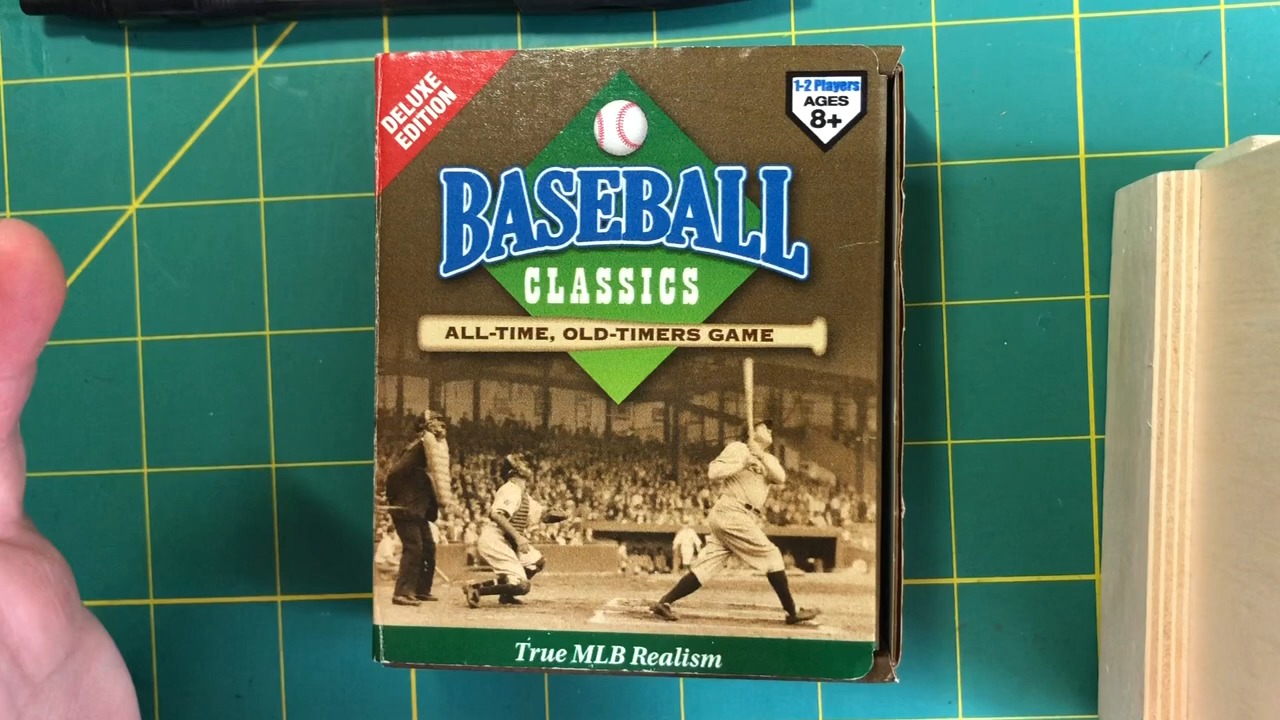 DELUXE
EDITION
1-2 Players
AGES
8+
BASEBALL
CLASSICS
ALL-TIME, OLD-TIMERS GAME
True MLB Realism